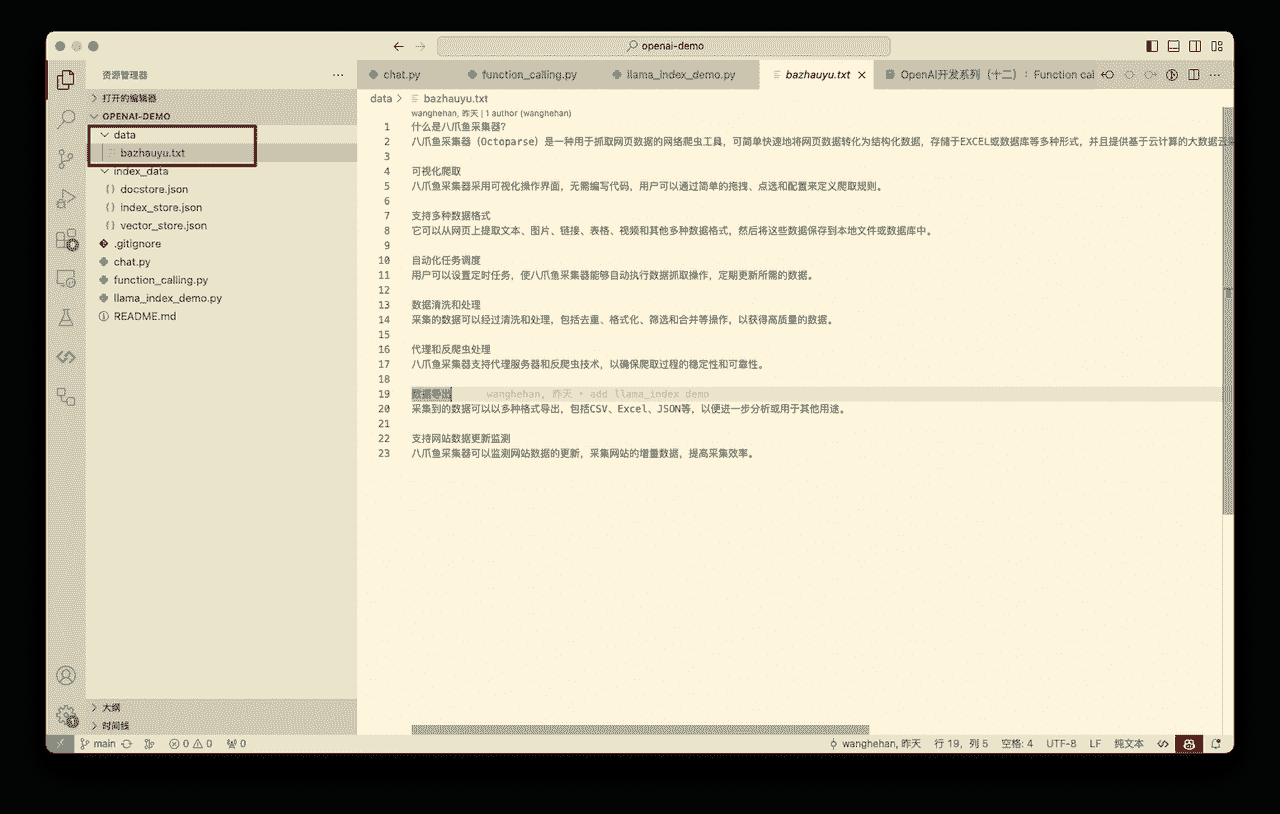 openai-demo
资源管理器
打开的编辑器
OPENAI-DEMO
data
bazhauyu.txt
index_data
docstore.json
index_store.json
vector_store.json
.gitignore
chat.py
function_calling.py
llama_index_demo.py
README.md
大纲
时间线
chat.py function_calling.py llama_index_demo.py bazhauyu.txt OpenAI开发系列（十二）：Function cal
data > bazhauyu.txt
wanghehan, 昨天 | 1 author (wanghehan)
1 什么是八爪鱼采集器?
2 八爪鱼采集器（Octoparse）是一种用于抓取网页数据的网络爬虫工具，可简单快速地将网页数据转化为结构化数据，存储于EXCEL或数据库等多种形式，并且提供基于云计算的大数据云采
3
4 可视化爬取
5 八爪鱼采集器采用可视化操作界面，无需编写代码，用户可以通过简单的拖拽、点选和配置来定义爬取规则。
6
7 支持多种数据格式
8 它可以从网页上提取文本、图片、链接、表格、视频和其他多种数据格式，然后将这些数据保存到本地文件或数据库中。
9
10 自动化任务调度
11 用户可以设置定时任务，使八爪鱼采集器能够自动执行数据抓取操作，定期更新所需的数据。
12
13 数据清洗和处理
14 采集的数据可以经过清洗和处理，包括去重、格式化、筛选和合并等操作，以获得高质量的数据。
15
16 代理和反爬虫处理
17 八爪鱼采集器支持代理服务器和反爬虫技术，以确保爬取过程的稳定性和可靠性。
18
19 数据导出 wanghehan, 昨天 • add llama_index demo
20 采集到的数据可以以多种格式导出，包括CSV、Excel、JSON等，以便进一步分析或用于其他用途。
21
22 支持网站数据更新监测
23 八爪鱼采集器可以监测网站数据的更新，采集网站的增量数据，提高采集效率。
main 0 0 0 wanghehan, 昨天 行 19，列 5 空格: 4 UTF-8 LF 纯文本